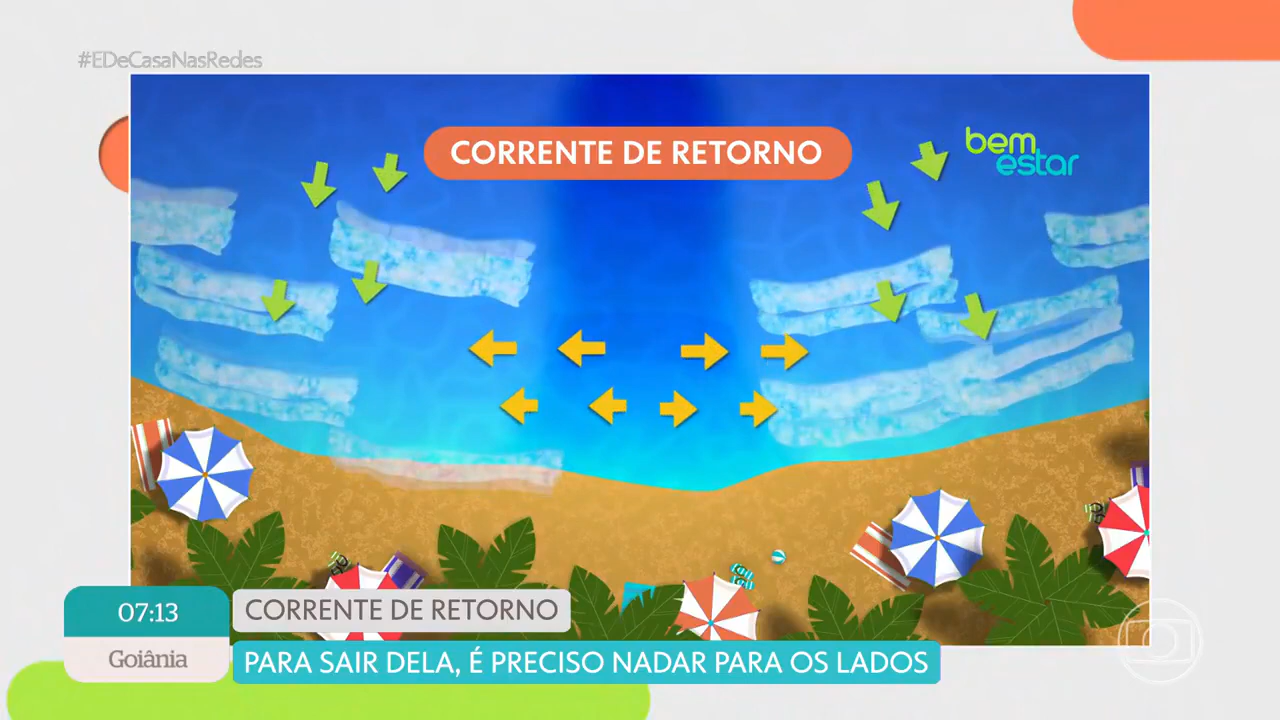 #EDeCasaNasRedes
CORRENTE DE RETORNO
bem
estar
07:13
Goiânia
CORRENTE DE RETORNO
PARA SAIR DELA, É PRECISO NADAR PARA OS LADOS